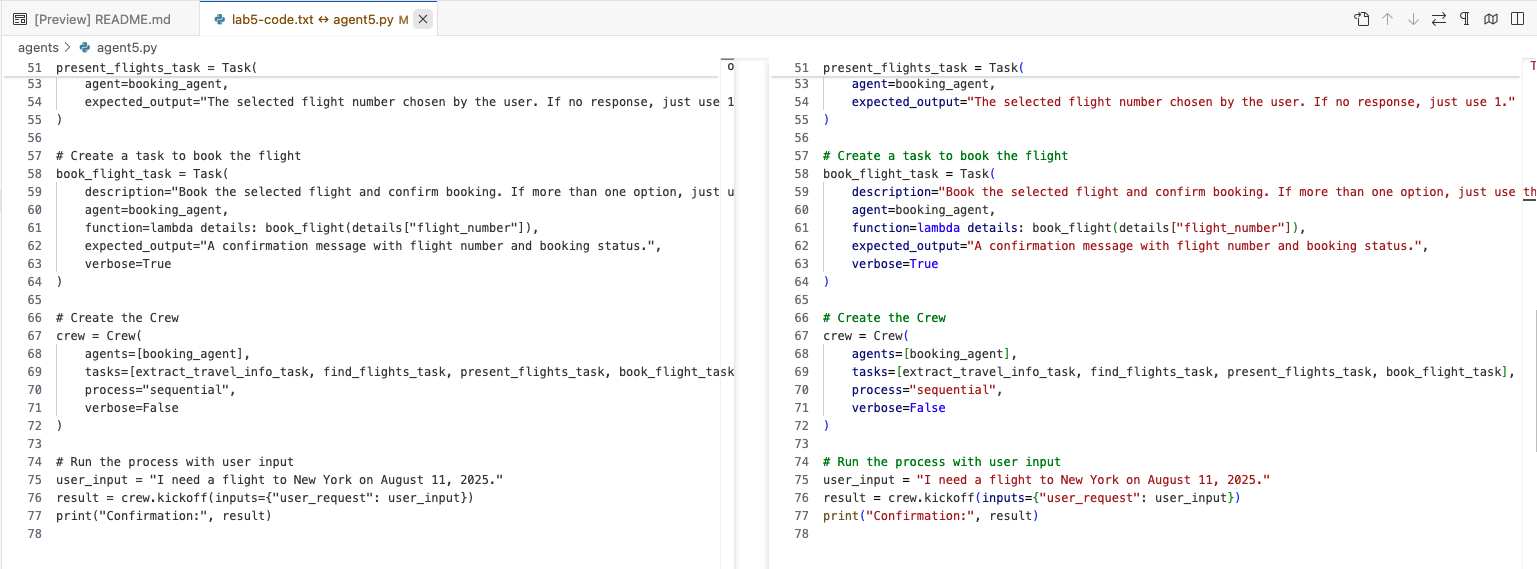 [Preview] README.md
lab5-code.txt ↔ agent5.py M
agents > agent5.py
51 present_flights_task = Task(
53 agent=booking_agent,
54 expected_output="The selected flight number chosen by the user. If no response, just use 1
55 )
56
57 # Create a task to book the flight
58 book_flight_task = Task(
59 description="Book the selected flight and confirm booking. If more than one option, just u
60 agent=booking_agent,
61 function=lambda details: book_flight(details["flight_number"]),
62 expected_output="A confirmation message with flight number and booking status.",
63 verbose=True
64 )
65
66 # Create the Crew
67 crew = Crew(
68 agents=[booking_agent],
69 tasks=[extract_travel_info_task, find_flights_task, present_flights_task, book_flight_task
70 process="sequential",
71 verbose=False
72 )
73
74 # Run the process with user input
75 user_input = "I need a flight to New York on August 11, 2025."
76 result = crew.kickoff(inputs={"user_request": user_input})
77 print("Confirmation:", result)
78
51 present_flights_task = Task(
53 agent=booking_agent,
54 expected_output="The selected flight number chosen by the user. If no response, just use 1."
55 )
56
57 # Create a task to book the flight
58 book_flight_task = Task(
59 description="Book the selected flight and confirm booking. If more than one option, just use th
60 agent=booking_agent,
61 function=lambda details: book_flight(details["flight_number"]),
62 expected_output="A confirmation message with flight number and booking status.",
63 verbose=True
64 )
65
66 # Create the Crew
67 crew = Crew(
68 agents=[booking_agent],
69 tasks=[extract_travel_info_task, find_flights_task, present_flights_task, book_flight_task],
70 process="sequential",
71 verbose=False
72 )
73
74 # Run the process with user input
75 user_input = "I need a flight to New York on August 11, 2025."
76 result = crew.kickoff(inputs={"user_request": user_input})
77 print("Confirmation:", result)
78